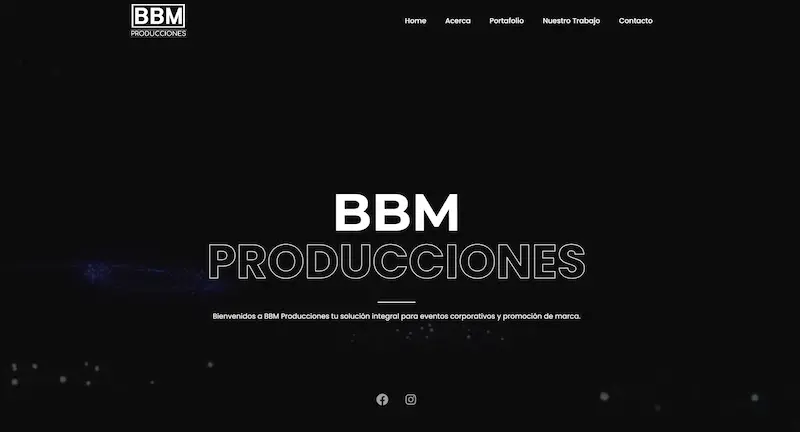 BBM
PRODUCCIONES
Home Acerca Portafolio Nuestro Trabajo Contacto
BBM
PRODUCCIONES
Bienvenidos a BBM Producciones tu solución integral para eventos corporativos y promoción de marca.